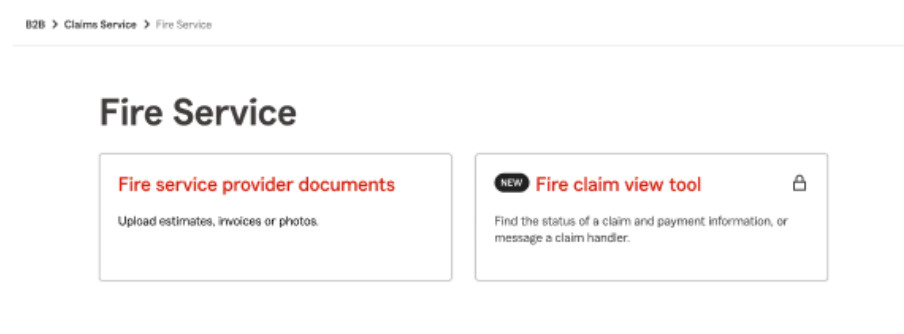 B2B > Claims Service > Fire Service
Fire Service
Fire service provider documents
Upload estimates, invoices or photos.
NEW Fire claim view tool
Find the status of a claim and payment information, or
message a claim handler.